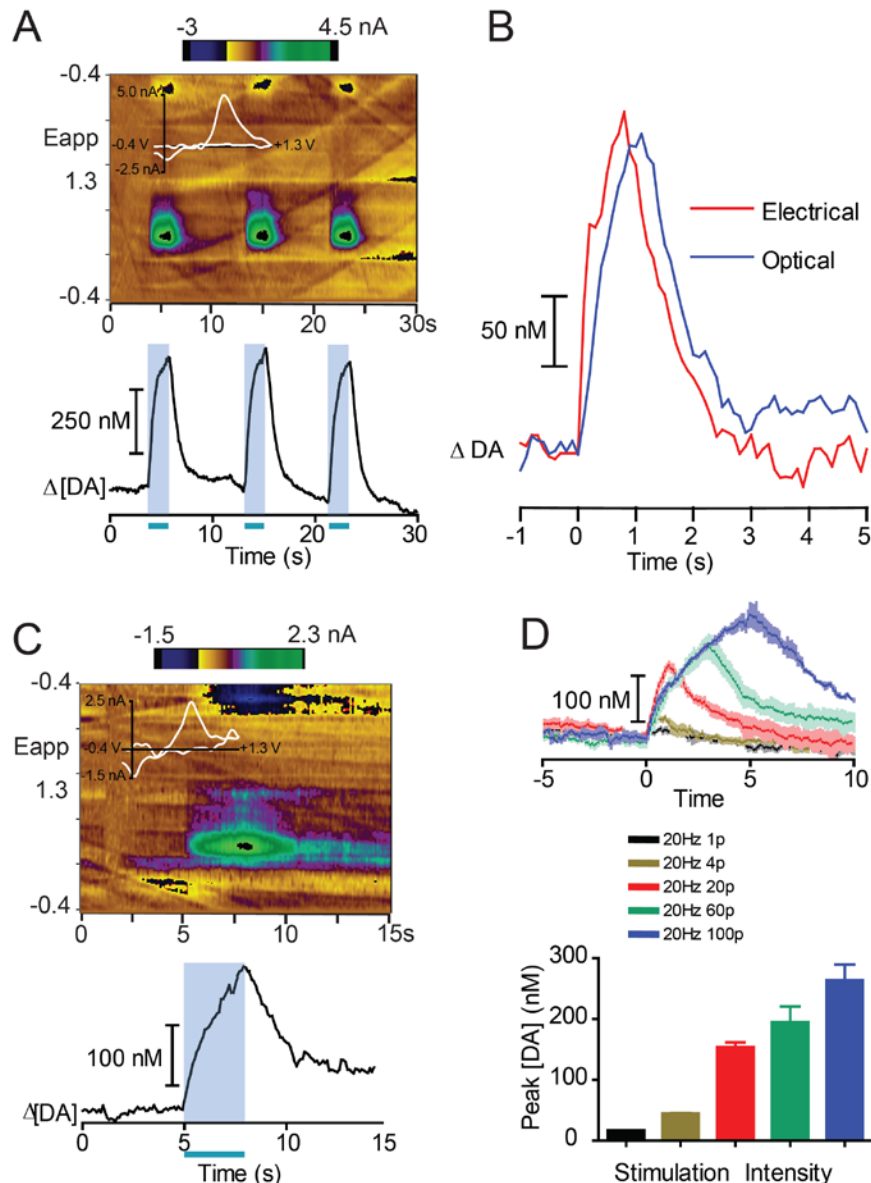 A
-3
4.5 nA
-0.4
Eapp
1.3
-0.4
5.0 nA
-0.4 V
+1.3 V
-2.5 nA
0
10
20
30s
250 nM
Δ[DA]
0
10
20
30
Time (s)
B
Electrical
Optical
50 nM
Δ DA
-1
0
1
2
3
4
5
Time (s)
C
-1.5
2.3 nA
-0.4
Eapp
1.3
-0.4
2.5 nA
-0.4 V
+1.3 V
-1.5 nA
0
5
10
15s
100 nM
Δ[DA]
0
5
10
15
Time (s)
D
100 nM
-5
0
5
10
Time
20Hz 1p
20Hz 4p
20Hz 20p
20Hz 60p
20Hz 100p
Peak [DA] (nM)
300
200
100
0
Stimulation Intensity